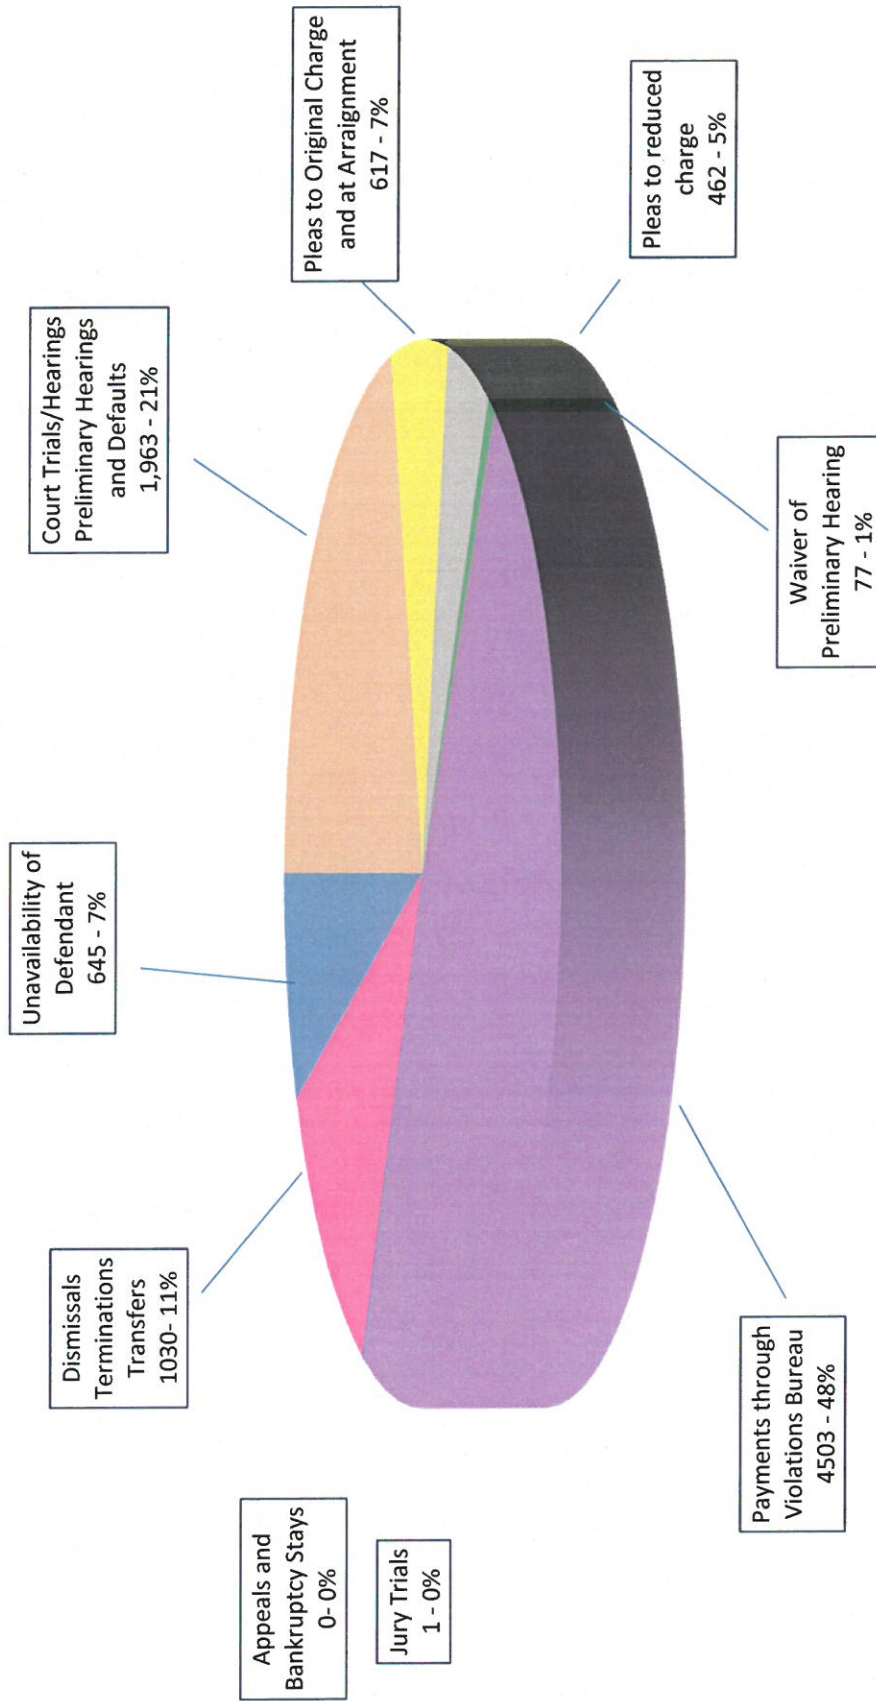 Appeals and
Bankruptcy Stays
0- 0%
Jury Trials
1 - 0%
Dismissals
Terminations
Transfers
1030- 11%
Unavailability of
Defendant
645 - 7%
Court Trials/Hearings
Preliminary Hearings
and Defaults
1,963 - 21%
Pleas to Original Charge
and at Arraignment
617 - 7%
Pleas to reduced
charge
462 - 5%
Waiver of
Preliminary Hearing
77 - 1%
Payments through
Violations Bureau
4503 - 48%